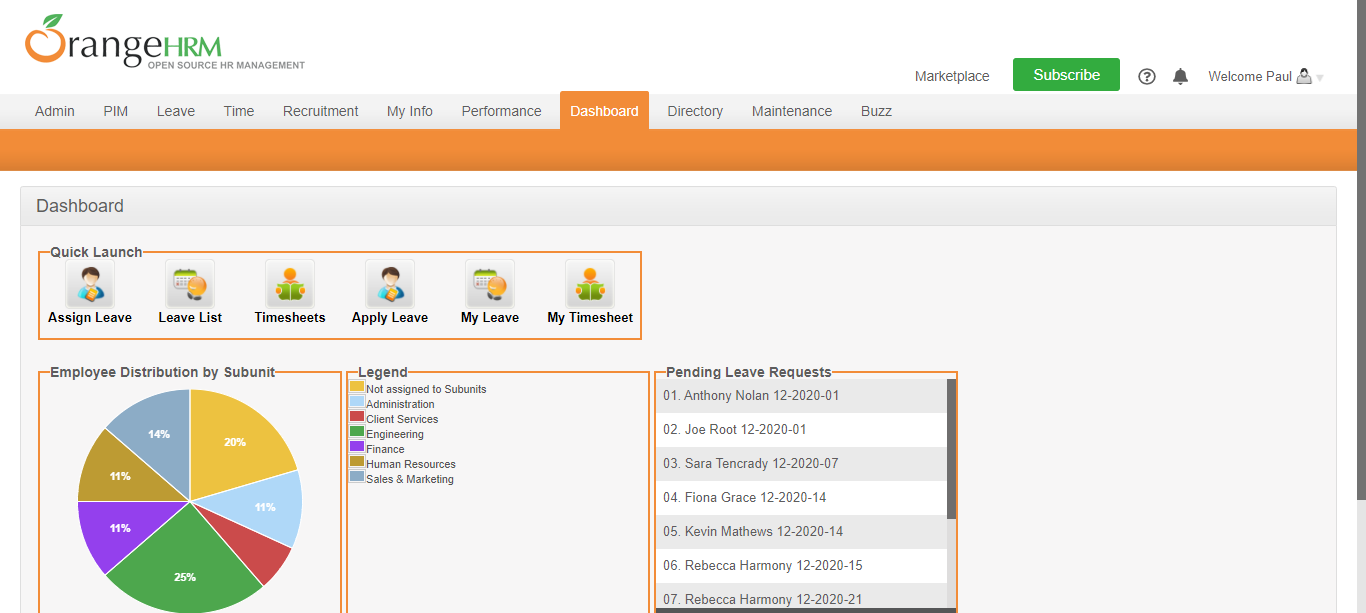 OrangeHRM
OPEN SOURCE HR MANAGEMENT
Marketplace Subscribe Welcome Paul
Admin PIM Leave Time Recruitment My Info Performance Dashboard Directory Maintenance Buzz
Dashboard
Quick Launch
Assign Leave Leave List Timesheets Apply Leave My Leave My Timesheet
Employee Distribution by Subunit
20%
11%
25%
11%
11%
14%
Legend
Not assigned to Subunits
Administration
Client Services
Engineering
Finance
Human Resources
Sales & Marketing
Pending Leave Requests
01. Anthony Nolan 12-2020-01
02. Joe Root 12-2020-01
03. Sara Tencrady 12-2020-07
04. Fiona Grace 12-2020-14
05. Kevin Mathews 12-2020-14
06. Rebecca Harmony 12-2020-15
07. Rebecca Harmony 12-2020-21